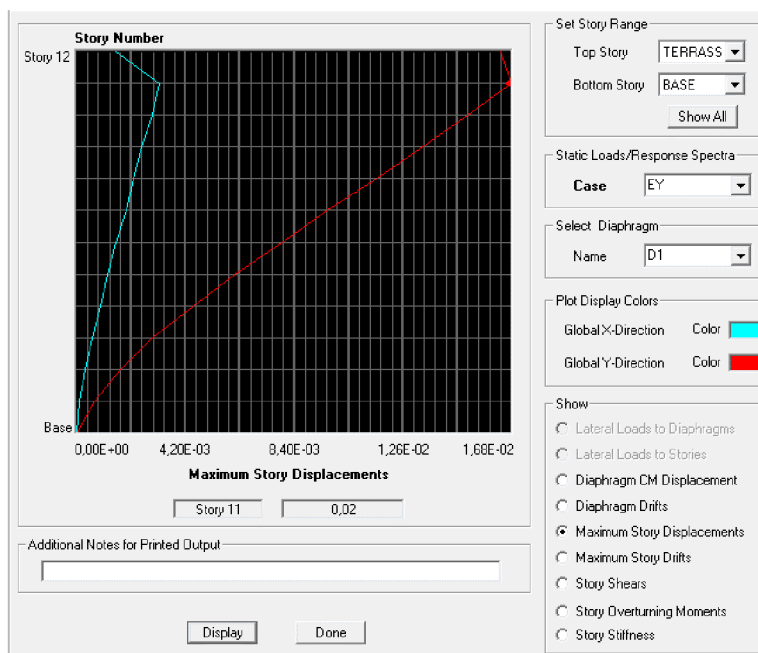 Story Number
Story 12
Base
0,00E+00 4,20E-03 8,40E-03 1,26E-02 1,68E-02
Maximum Story Displacements
Story 11 0,02
Additional Notes for Printed Output
Display Done
Set Story Range
Top Story TERRASS
Bottom Story BASE
Show All
Static Loads/Response Spectra
Case EY
Select Diaphragm
Name D1
Plot Display Colors
Global X-Direction Color
Global Y-Direction Color
Show
Lateral Loads to Diaphragms
Lateral Loads to Stories
Diaphragm CM Displacement
Diaphragm Drifts
Maximum Story Displacements
Maximum Story Drifts
Story Shears
Story Overturning Moments
Story Stiffness